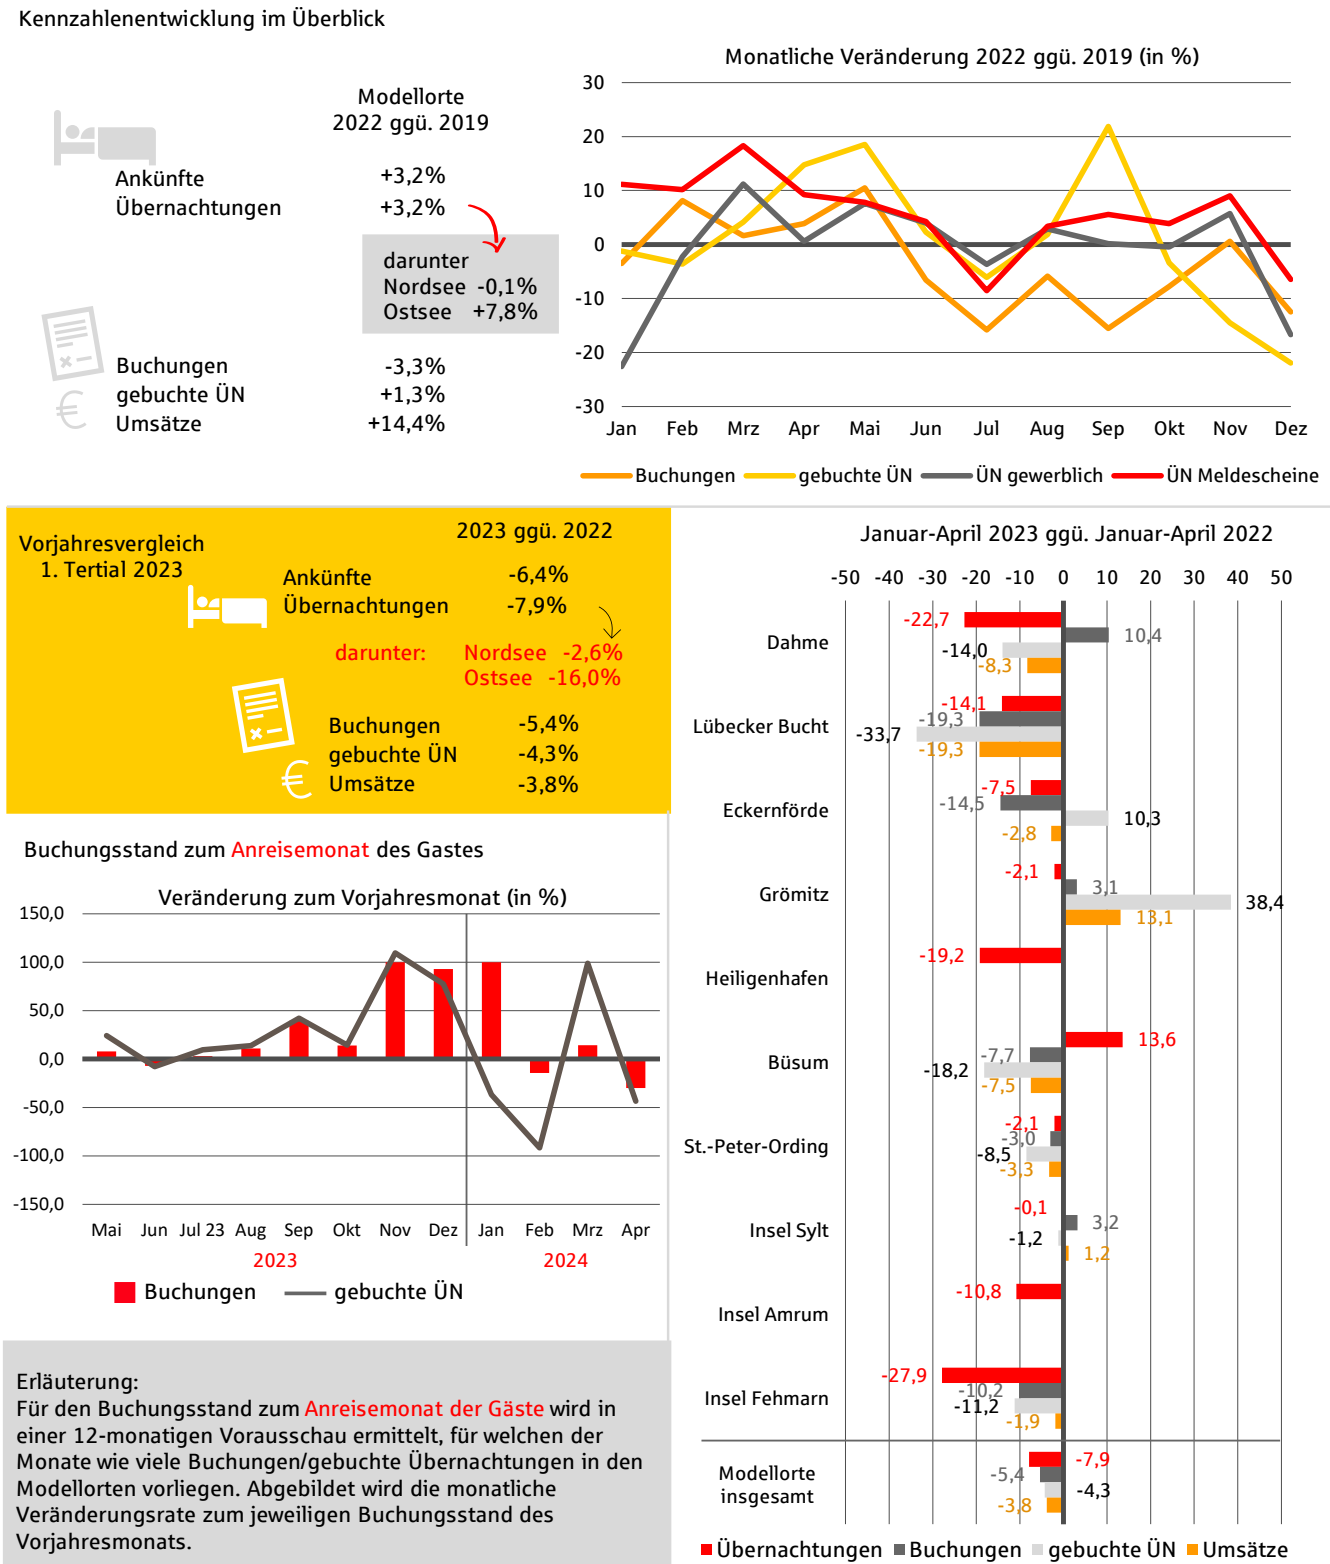 Kennzahlenentwicklung im Überblick
Modellorte
2022 ggü. 2019
Ankünfte +3,2%
Übernachtungen +3,2%
darunter
Nordsee -0,1%
Ostsee +7,8%
Buchungen -3,3%
gebuchte ÜN +1,3%
€
Umsätze +14,4%
Monatliche Veränderung 2022 ggü. 2019 (in %)
30
20
10
0
-10
-20
-30
Jan Feb Mrz Apr Mai Jun Jul Aug Sep Okt Nov Dez
Buchungen gebuchte ÜN ÜN gewerblich ÜN Meldescheine
Vorjahresvergleich
1. Tertial 2023
2023 ggü. 2022
Ankünfte -6,4%
Übernachtungen -7,9%
darunter: Nordsee -2,6%
Ostsee -16,0%
Buchungen -5,4%
gebuchte ÜN -4,3%
€ Umsätze -3,8%
Buchungsstand zum Anreisemonat des Gastes
Veränderung zum Vorjahresmonat (in %)
150,0
100,0
50,0
0,0
-50,0
-100,0
-150,0
Mai Jun Jul 23 Aug Sep Okt Nov Dez Jan Feb Mrz Apr
2023 2024
Buchungen gebuchte ÜN
Erläuterung:
Für den Buchungsstand zum Anreisemonat der Gäste wird in
einer 12-monatigen Vorausschau ermittelt, für welchen der
Monate wie viele Buchungen/gebuchte Übernachtungen in den
Modellorten vorliegen. Abgebildet wird die monatliche
Veränderungsrate zum jeweiligen Buchungsstand des
Vorjahresmonats.
Januar-April 2023 ggü. Januar-April 2022
-50 -40 -30 -20 -10 0 10 20 30 40 50
-22,7
Dahme
10,4
-14,0
-8,3
-14,1
Lübecker Bucht
-19,3
-33,7
-19,3
-7,5
Eckernförde
-14,5
10,3
-2,8
-2,1
Grömitz
3,1
38,4
13,1
-19,2
Heiligenhafen
13,6
Büsum
-7,7
-18,2
-7,5
-2,1
St.-Peter-Ording
-3,0
-8,5
-3,3
-0,1
Insel Sylt
3,2
-1,2
1,2
-10,8
Insel Amrum
-27,9
Insel Fehmarn
-10,2
-11,2
-1,9
-7,9
Modellorte
insgesamt
-5,4
-4,3
-3,8
Übernachtungen Buchungen gebuchte ÜN Umsätze